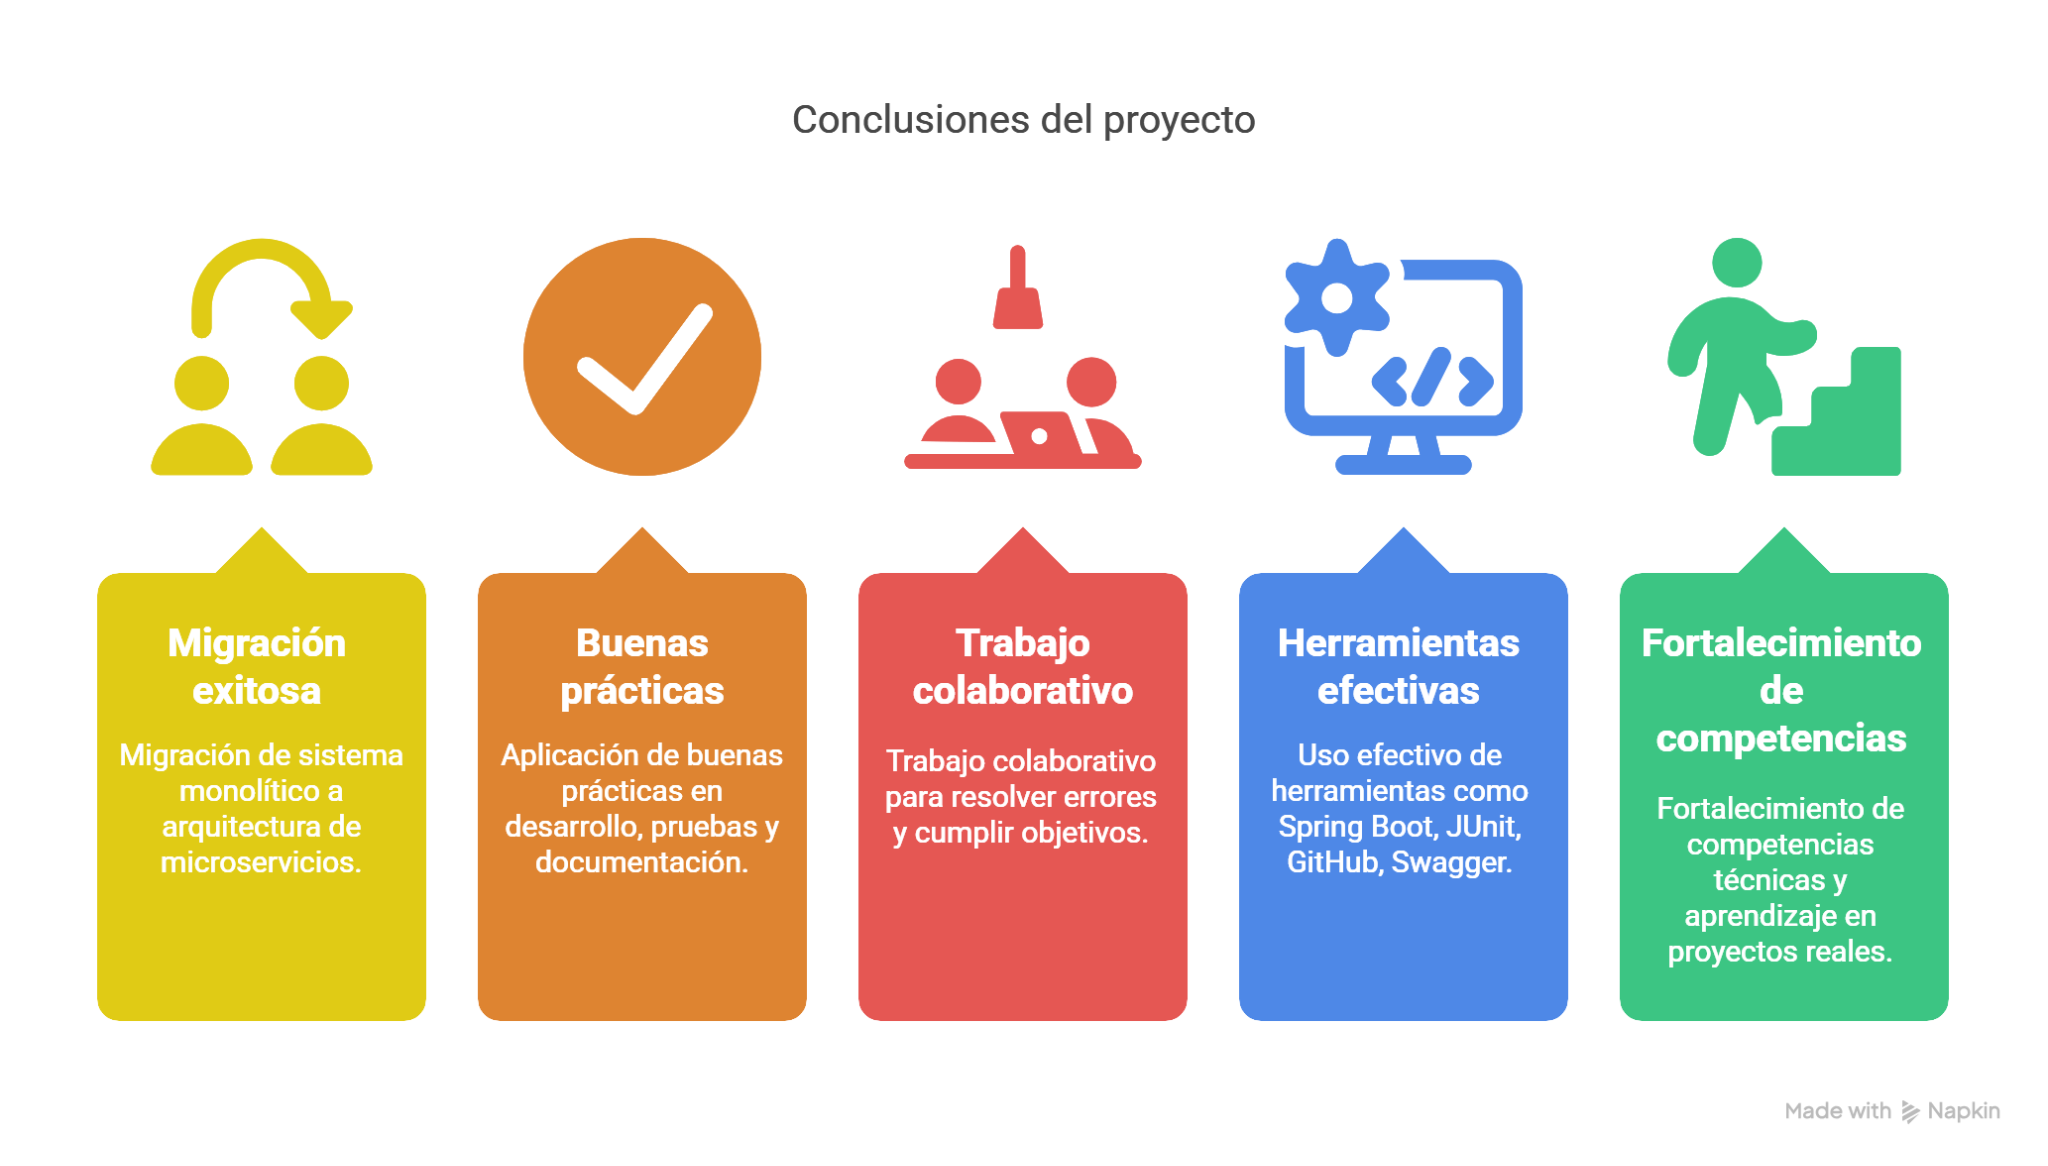 Conclusiones del proyecto
Migración
exitosa
Migración de sistema
monolítico a
arquitectura de
microservicios.
Buenas
prácticas
Aplicación de buenas
prácticas en
desarrollo, pruebas y
documentación.
Trabajo
colaborativo
Trabajo colaborativo
para resolver errores
y cumplir objetivos.
Herramientas
efectivas
Uso efectivo de
herramientas como
Spring Boot, JUnit,
GitHub, Swagger.
Fortalecimiento
de
competencias
Fortalecimiento de
competencias
técnicas y
aprendizaje en
proyectos reales.
Made with Napkin